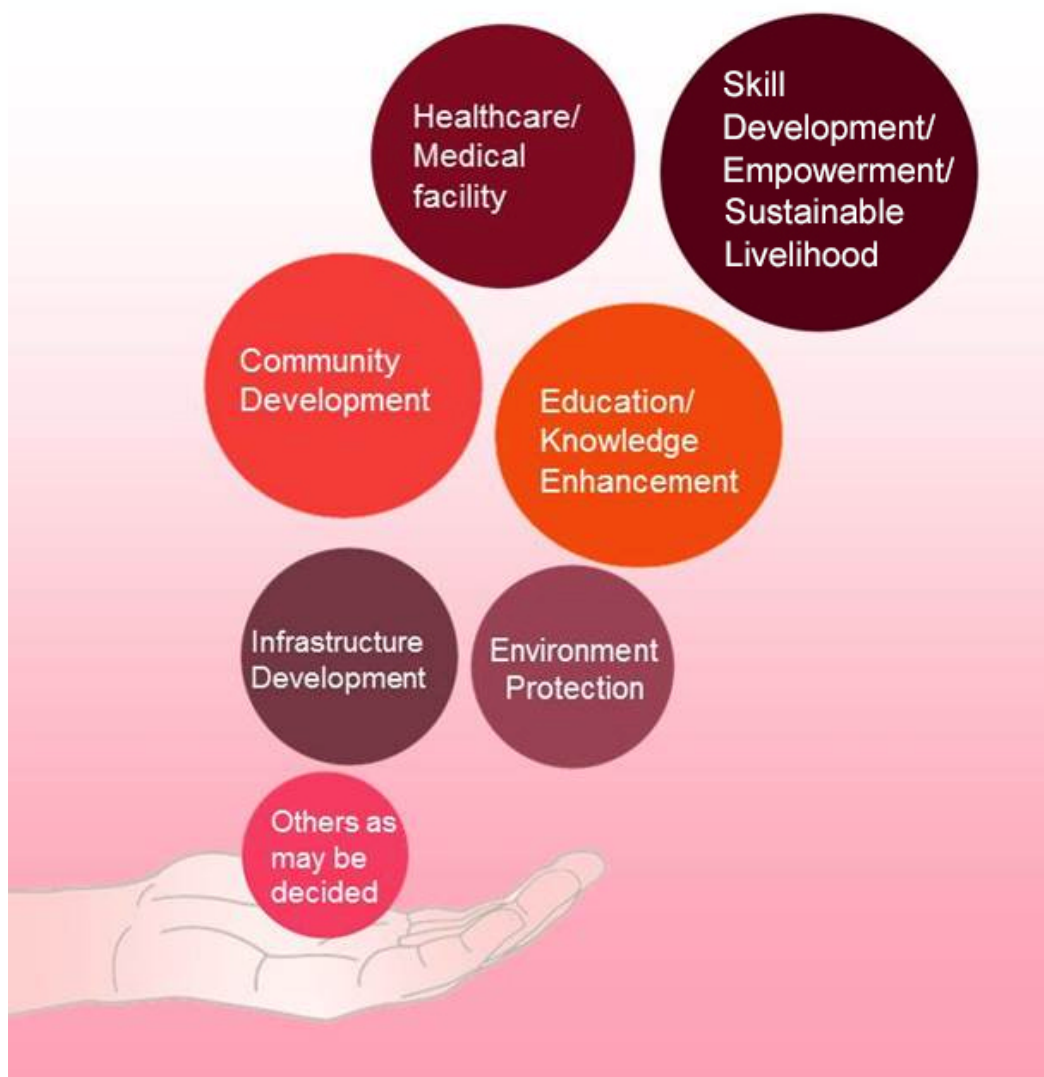 Healthcare/
Medical
facility
Skill
Development/
Empowerment/
Sustainable
Livelihood
Community
Development
Education/
Knowledge
Enhancement
Infrastructure
Development
Environment
Protection
Others as
may be
decided